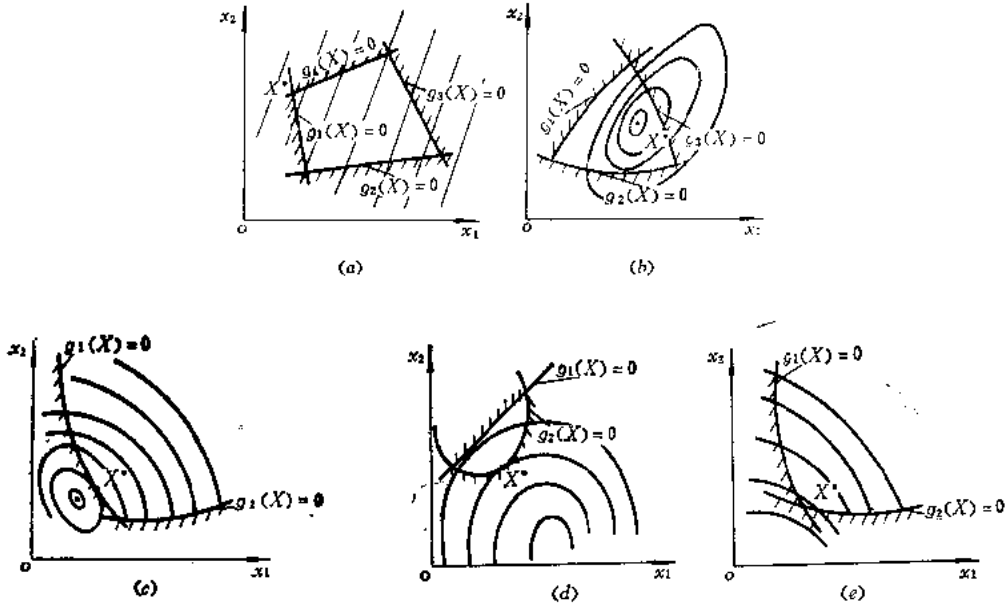 x₂
g₄(X)=0
X*
g₃(X)=0
g₁(X)=0
g₂(X)=0
o
x₁
(a)
x₂
g₁(X)=0
X*
g₃(X)=0
g₂(X)=0
o
x₁
(b)
x₂
g₁(X)=0
X*
g₂(X)=0
o
x₁
(c)
x₂
g₁(X)=0
g₂(X)=0
X*
o
x₁
(d)
x₂
g₁(X)=0
X*
g₂(X)=0
o
x₁
(e)